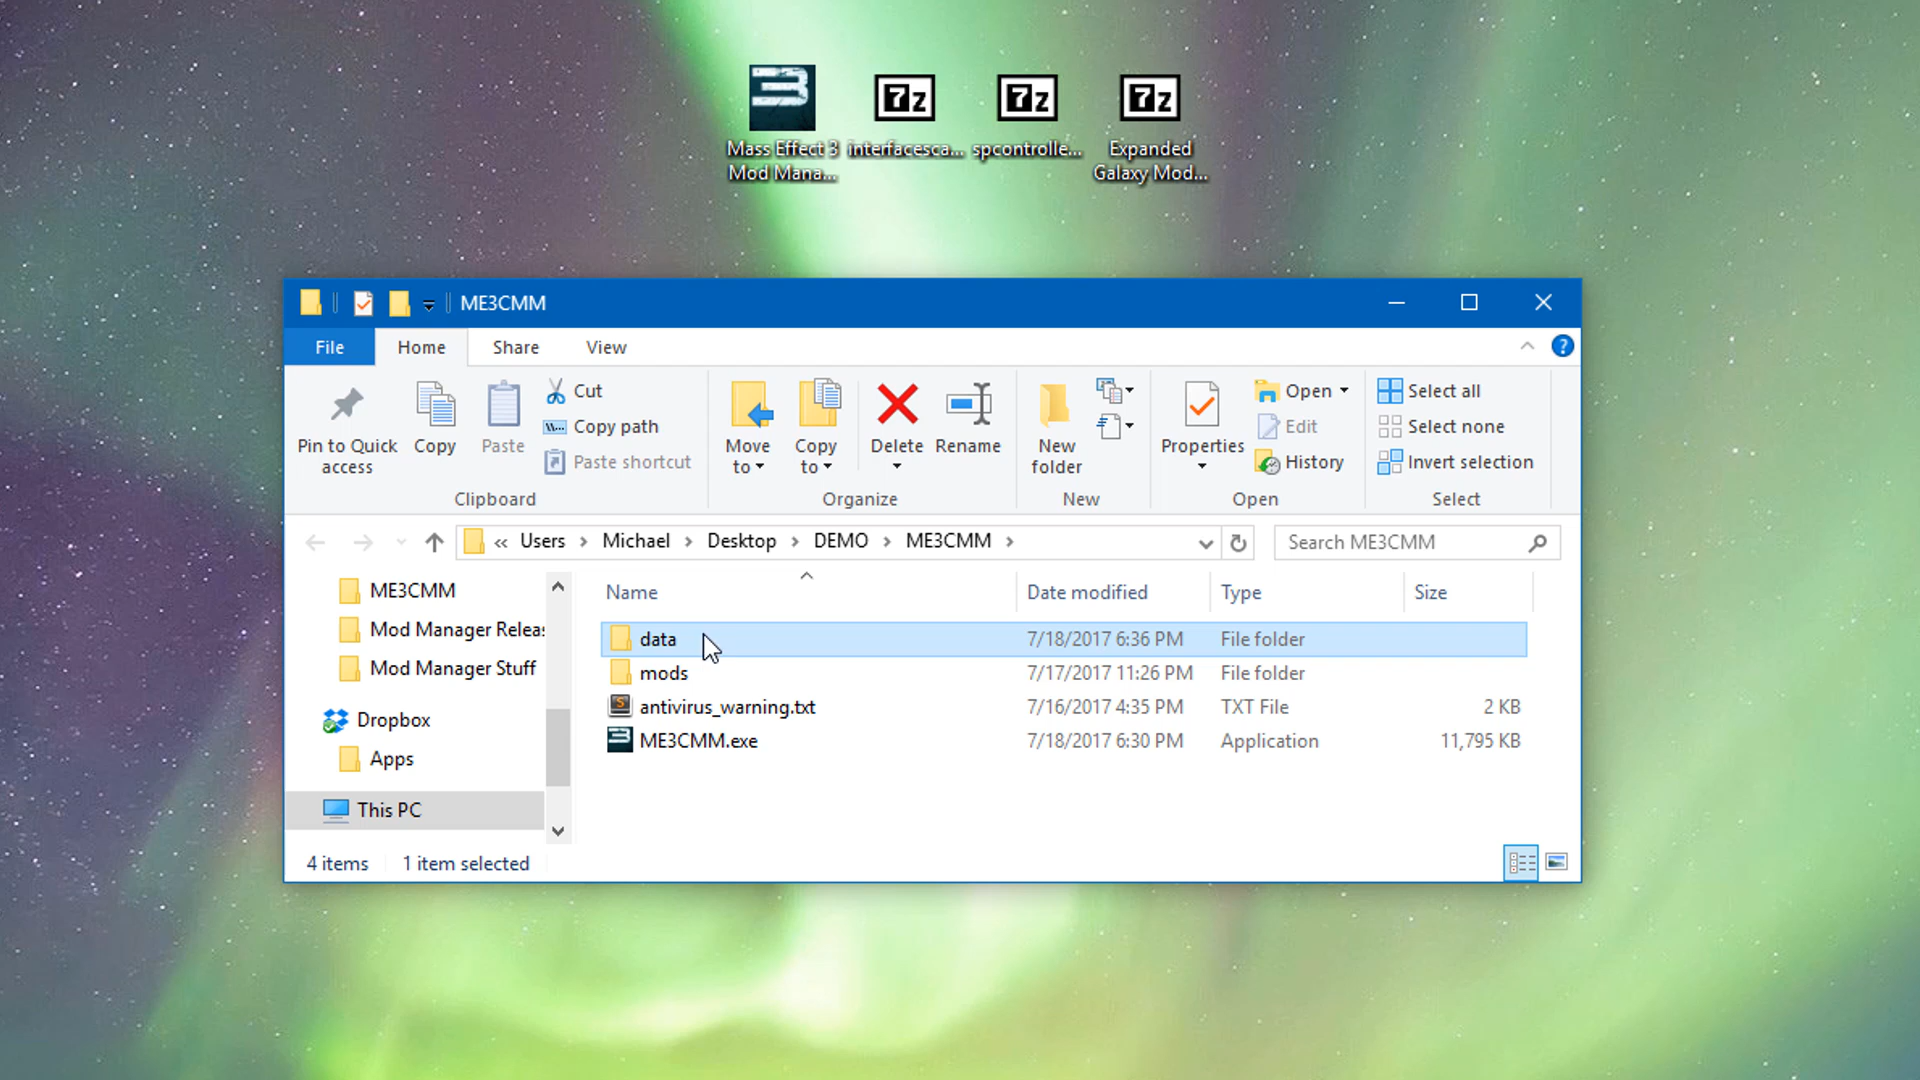 Mass Effect 3
Mod Mana...
interfacesca...
spcontrolle...
Expanded
Galaxy Mod...
ME3CMM
File
Home
Share
View
Pin to Quick
access
Copy
Paste
Cut
Copy path
Paste shortcut
Clipboard
Move
to
Copy
to
Delete
Rename
Organize
New
folder
New
Properties
Open
Edit
History
Open
Select all
Select none
Invert selection
Select
« Users > Michael > Desktop > DEMO > ME3CMM >
Search ME3CMM
ME3CMM
Mod Manager Releas
Mod Manager Stuff
Dropbox
Apps
This PC
Name Date modified Type Size
data 7/18/2017 6:36 PM File folder
mods 7/17/2017 11:26 PM File folder
antivirus_warning.txt 7/16/2017 4:35 PM TXT File 2 KB
ME3CMM.exe 7/18/2017 6:30 PM Application 11,795 KB
4 items 1 item selected